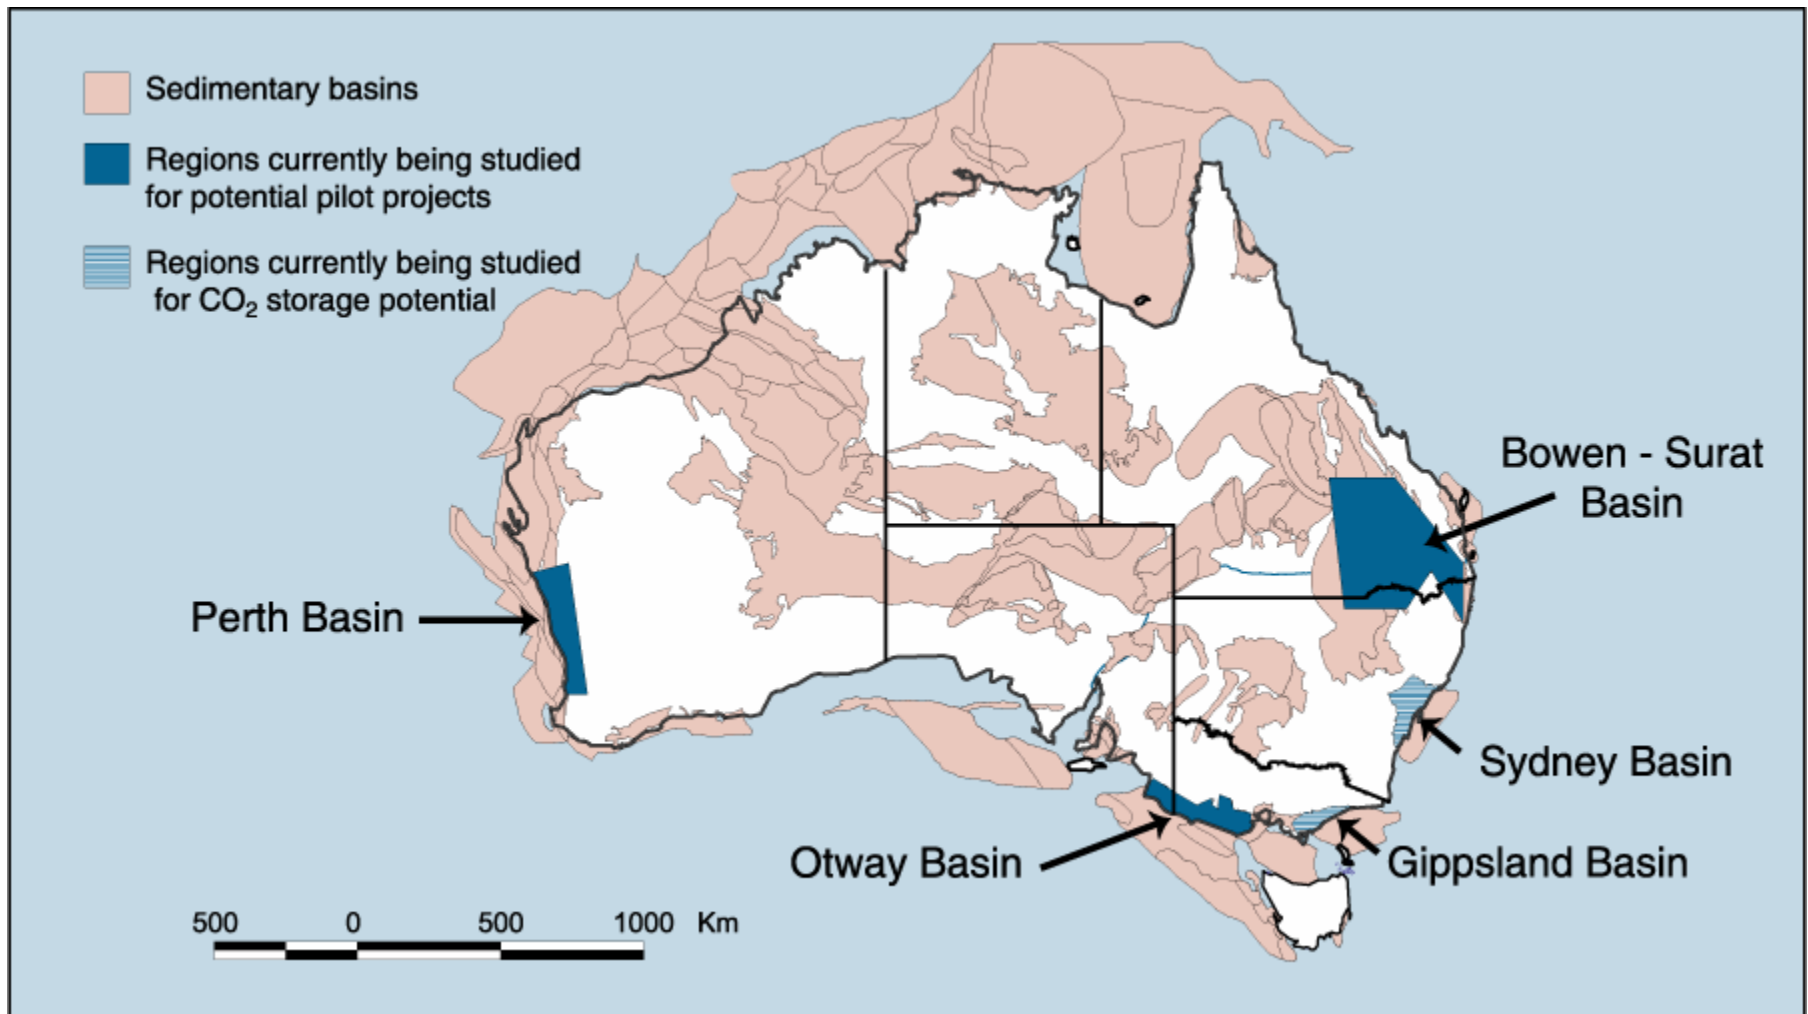 Sedimentary basins
Regions currently being studied
for potential pilot projects
Regions currently being studied
for CO₂ storage potential
Bowen - Surat
Basin
Perth Basin
Sydney Basin
Otway Basin
Gippsland Basin
500 0 500 1000 Km